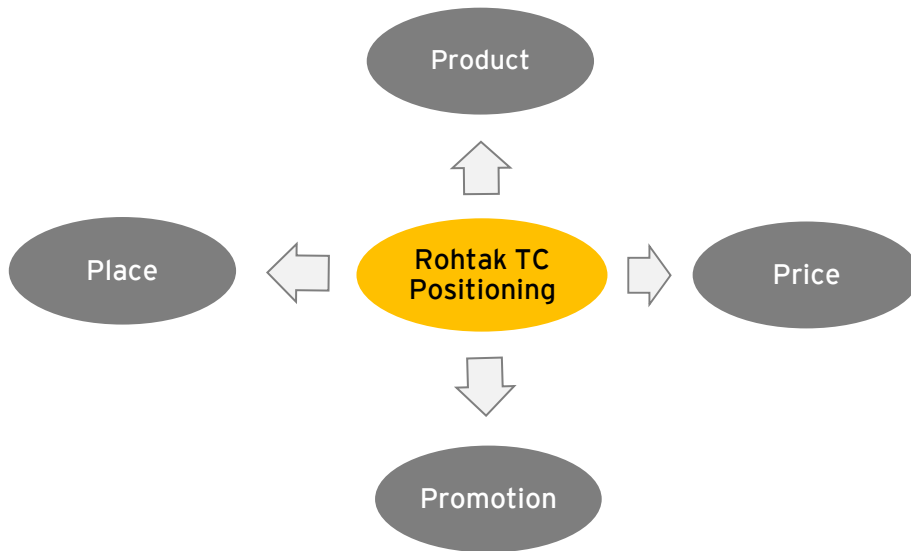 Product
Place
Rohtak TC
Positioning
Price
Promotion